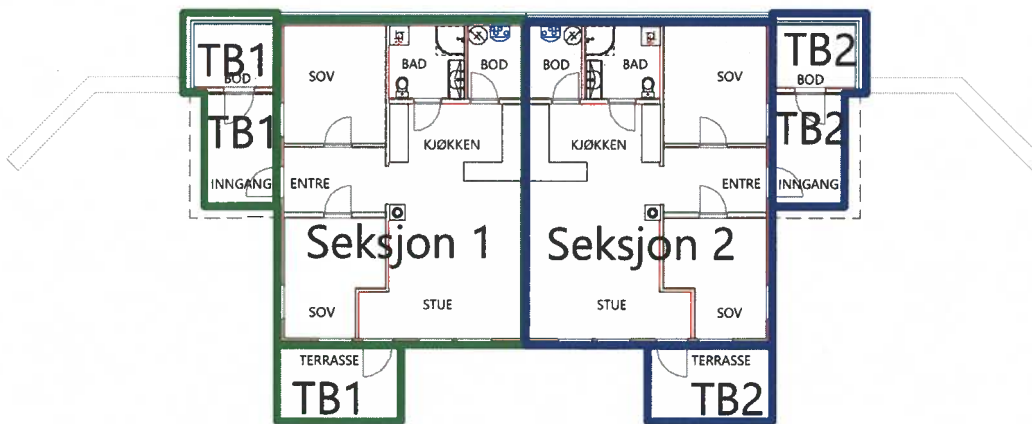 TB1
BOD
TB1
INNGANG
SOV
BAD
BOD
KJØKKEN
ENTRE
Seksjon 1
SOV
STUE
TERRASSE
TB1
BOD
BAD
SOV
KJØKKEN
ENTRE
Seksjon 2
STUE
SOV
TERRASSE
TB2
TB2
BOD
TB2
INNGANG